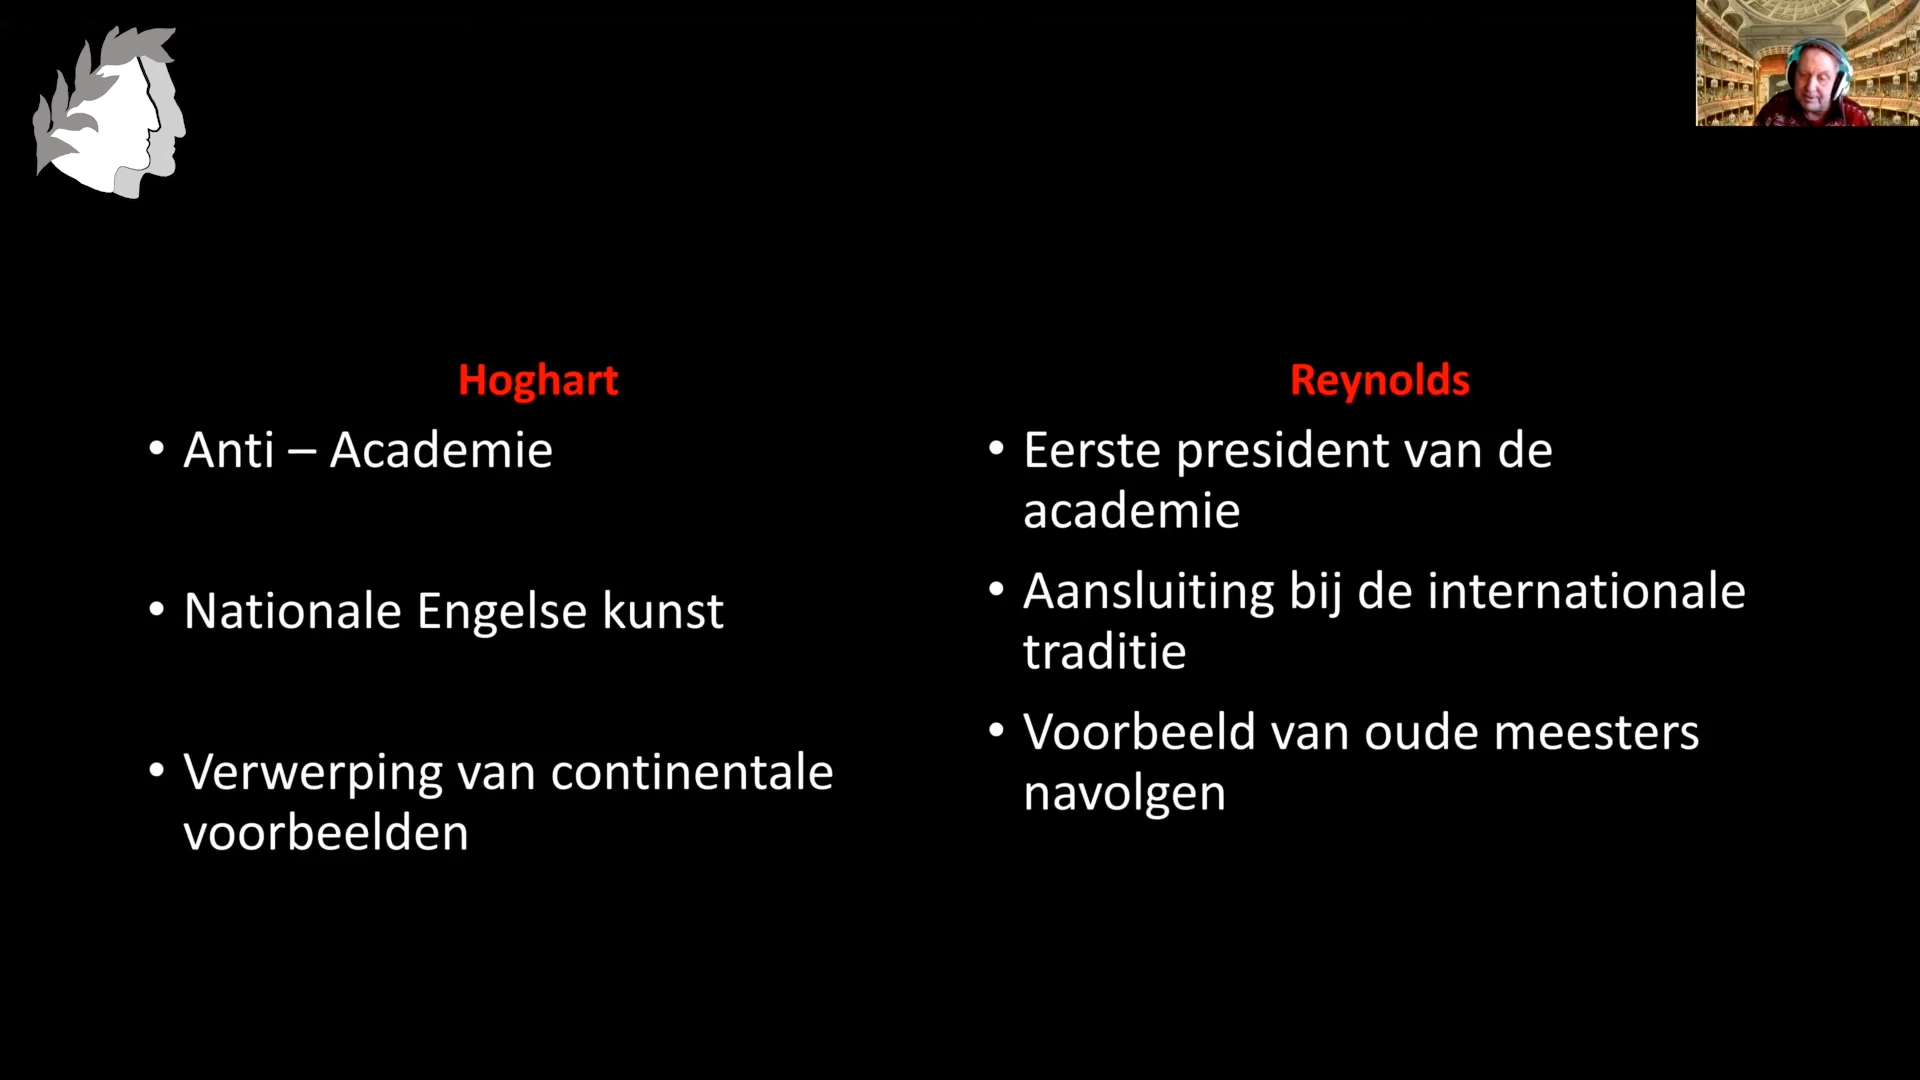 Hoghart
• Anti – Academie
• Nationale Engelse kunst
• Verwerping van continentale
voorbeelden
Reynolds
• Eerste president van de
academie
• Aansluiting bij de internationale
traditie
• Voorbeeld van oude meesters
navolgen